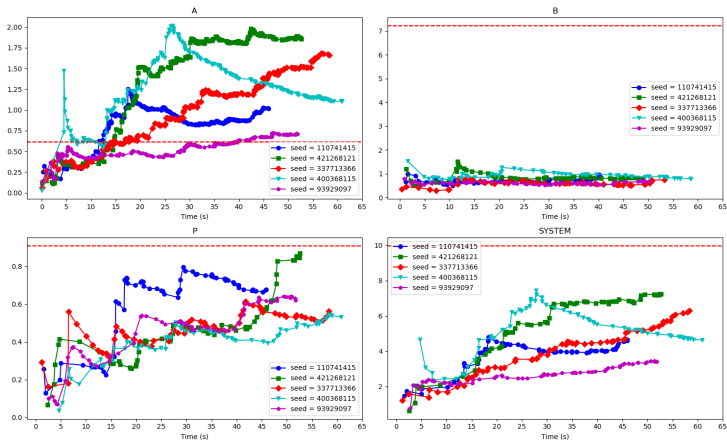 A
2.00
1.75
1.50
1.25
1.00
0.75
0.50
0.25
0.00
seed = 110741415
seed = 421268121
seed = 337713366
seed = 400368115
seed = 93929097
0 5 10 15 20 25 30 35 40 45 50 55 60 65
Time (s)
B
7
6
5
4
3
2
1
0
seed = 110741415
seed = 421268121
seed = 337713366
seed = 400368115
seed = 93929097
0 5 10 15 20 25 30 35 40 45 50 55 60 65
Time (s)
P
0.8
0.6
0.4
0.2
0.0
seed = 110741415
seed = 421268121
seed = 337713366
seed = 400368115
seed = 93929097
0 5 10 15 20 25 30 35 40 45 50 55 60 65
Time (s)
SYSTEM
10
8
6
4
2
seed = 110741415
seed = 421268121
seed = 337713366
seed = 400368115
seed = 93929097
0 5 10 15 20 25 30 35 40 45 50 55 60 65
Time (s)